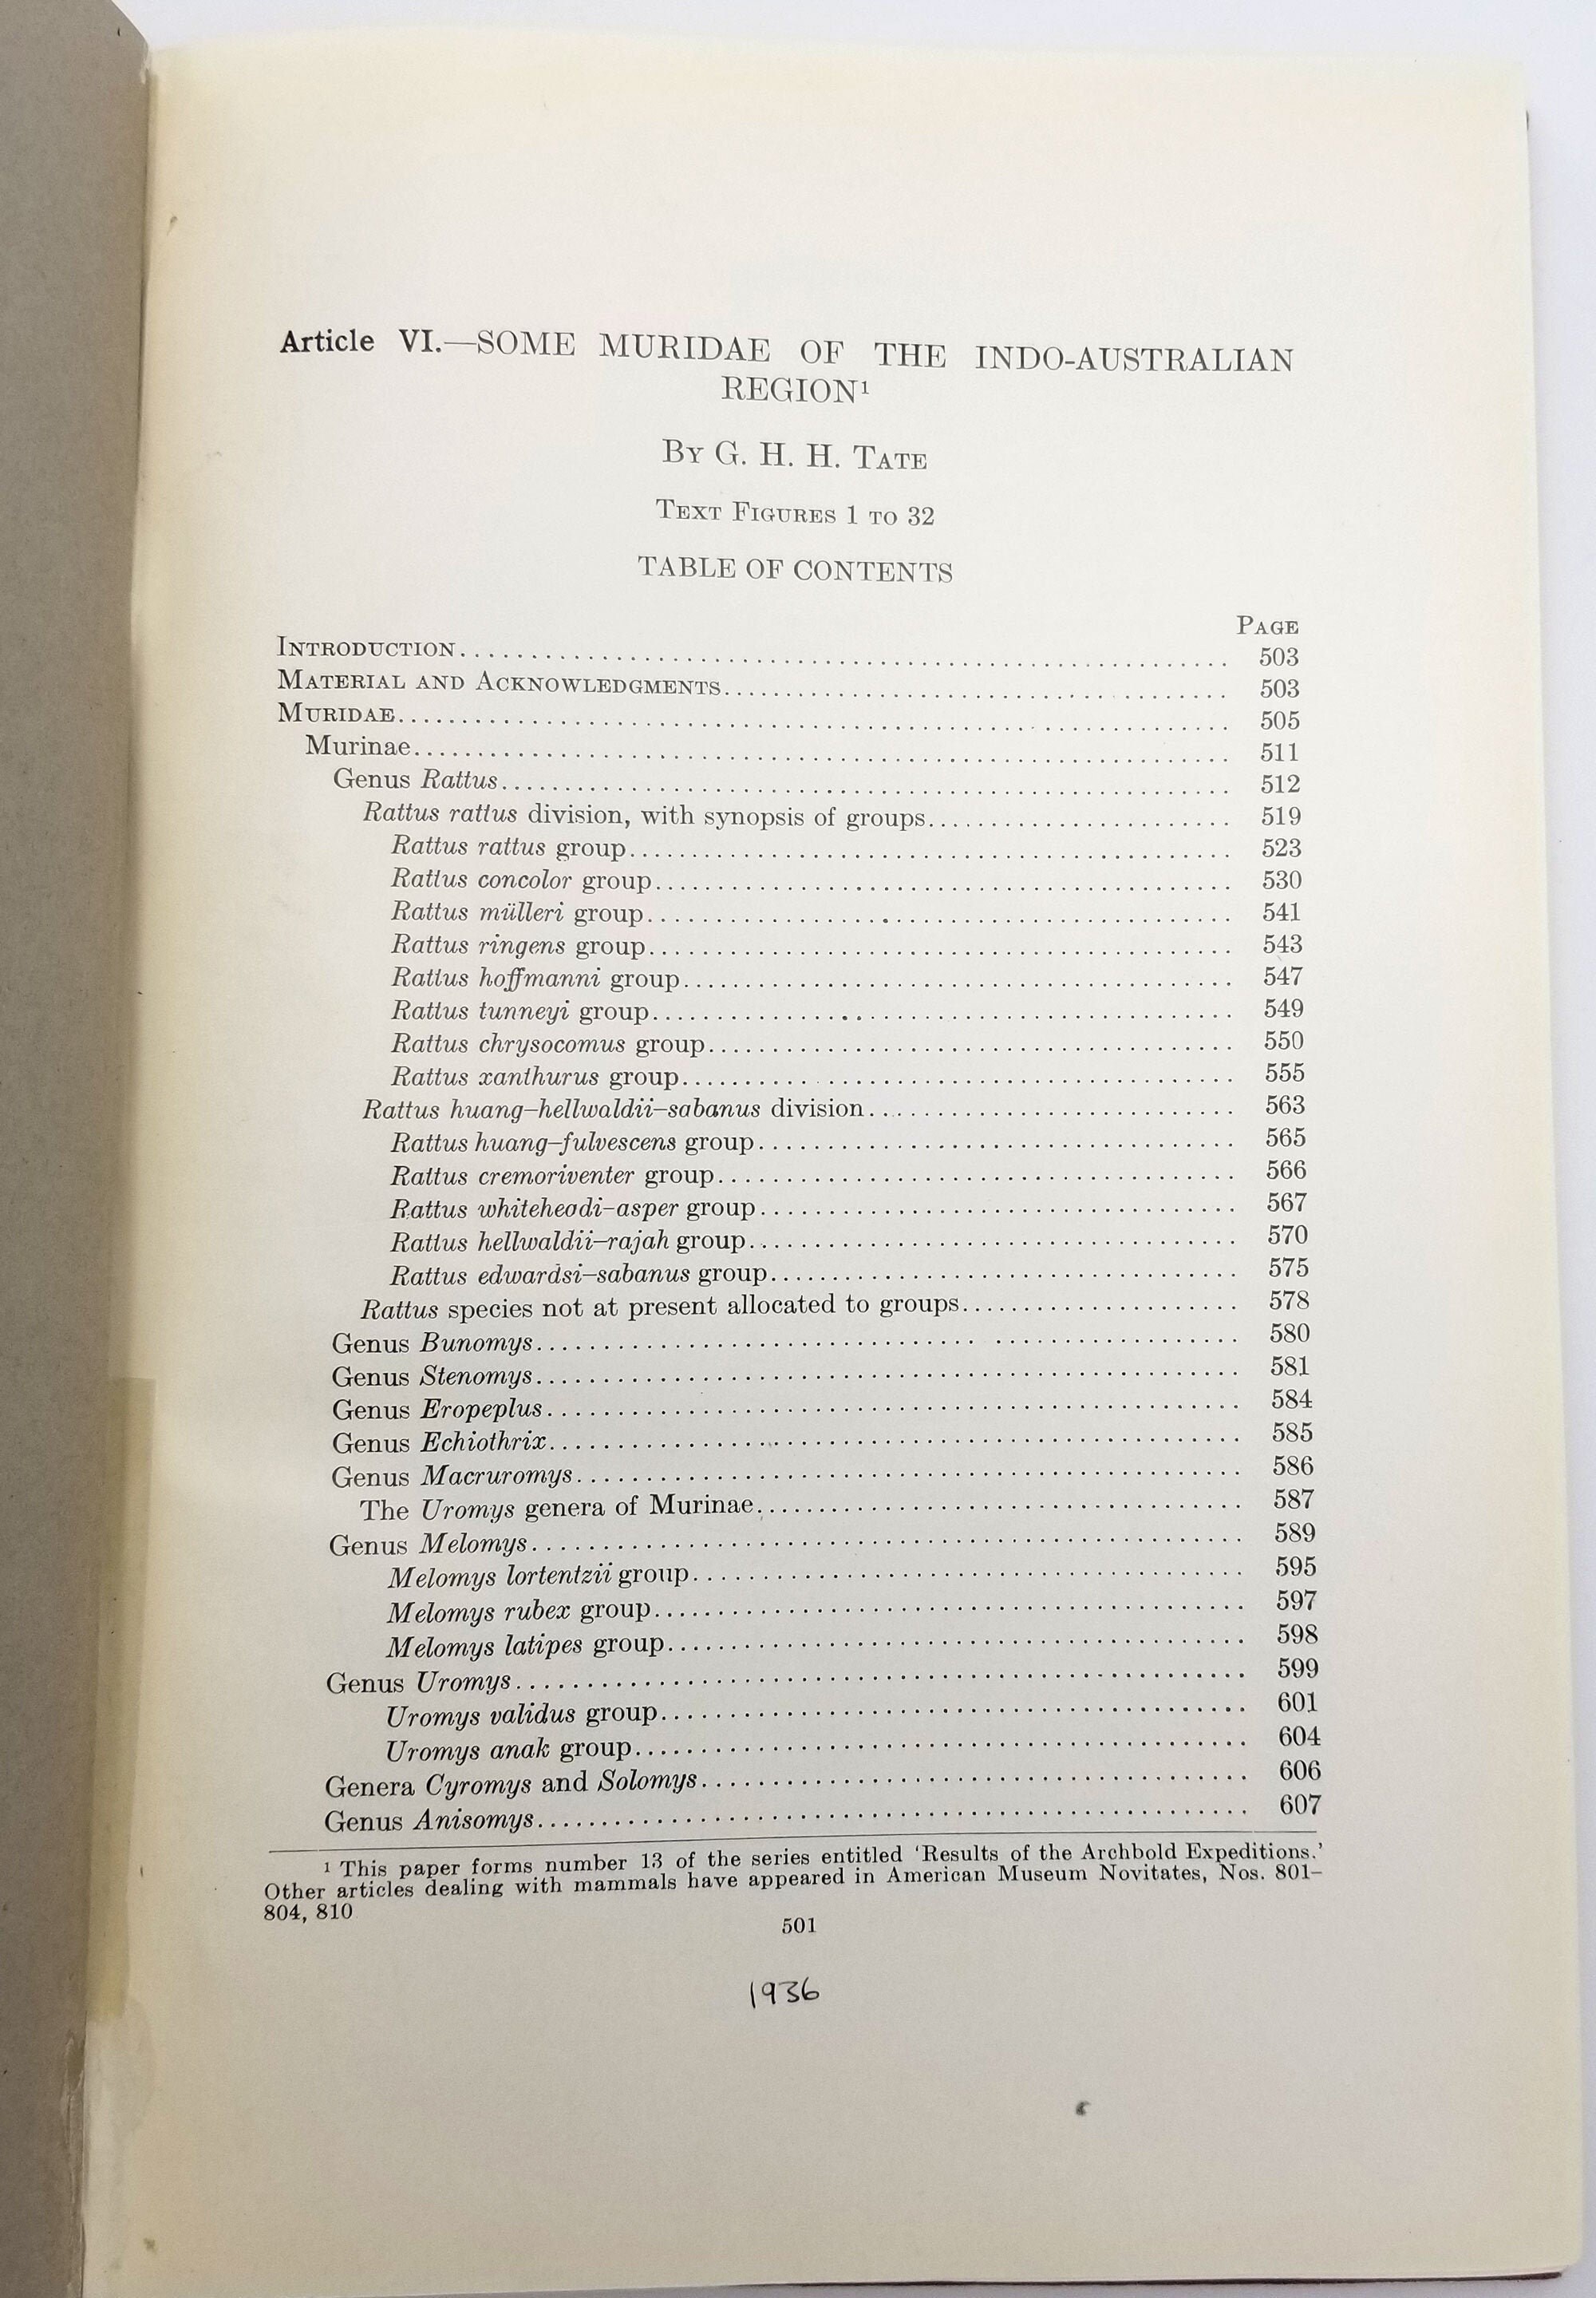 Article VI.—SOME MURIDAE OF THE INDO-AUSTRALIAN
REGION¹
By G. H. H. Tate
Text Figures 1 to 32
TABLE OF CONTENTS
Page
Introduction........ 503
Material and Acknowledgments........ 503
Muridae........ 505
Murinae........ 511
Genus Rattus........ 512
Rattus rattus division, with synopsis of groups........ 519
Rattus rattus group........ 523
Rattus concolor group........ 530
Rattus mülleri group........ 541
Rattus ringens group........ 543
Rattus hoffmanni group........ 547
Rattus tunneyi group........ 549
Rattus chrysocomus group........ 550
Rattus xanthurus group........ 555
Rattus huang–hellwaldii–sabanus division........ 563
Rattus huang–fulvescens group........ 565
Rattus cremoriventer group........ 566
Rattus whiteheadi–asper group........ 567
Rattus hellwaldii–rajah group........ 570
Rattus edwardsi–sabanus group........ 575
Rattus species not at present allocated to groups........ 578
Genus Bunomys........ 580
Genus Stenomys........ 581
Genus Eropeplus........ 584
Genus Echiothrix........ 585
Genus Macruromys........ 586
The Uromys genera of Murinae........ 587
Genus Melomys........ 589
Melomys lortentzii group........ 595
Melomys rubex group........ 597
Melomys latipes group........ 598
Genus Uromys........ 599
Uromys validus group........ 601
Uromys anak group........ 604
Genera Cyromys and Solomys........ 606
Genus Anisomys........ 607
¹ This paper forms number 13 of the series entitled 'Results of the Archbold Expeditions.'
Other articles dealing with mammals have appeared in American Museum Novitates, Nos. 801–
804, 810
501
1936